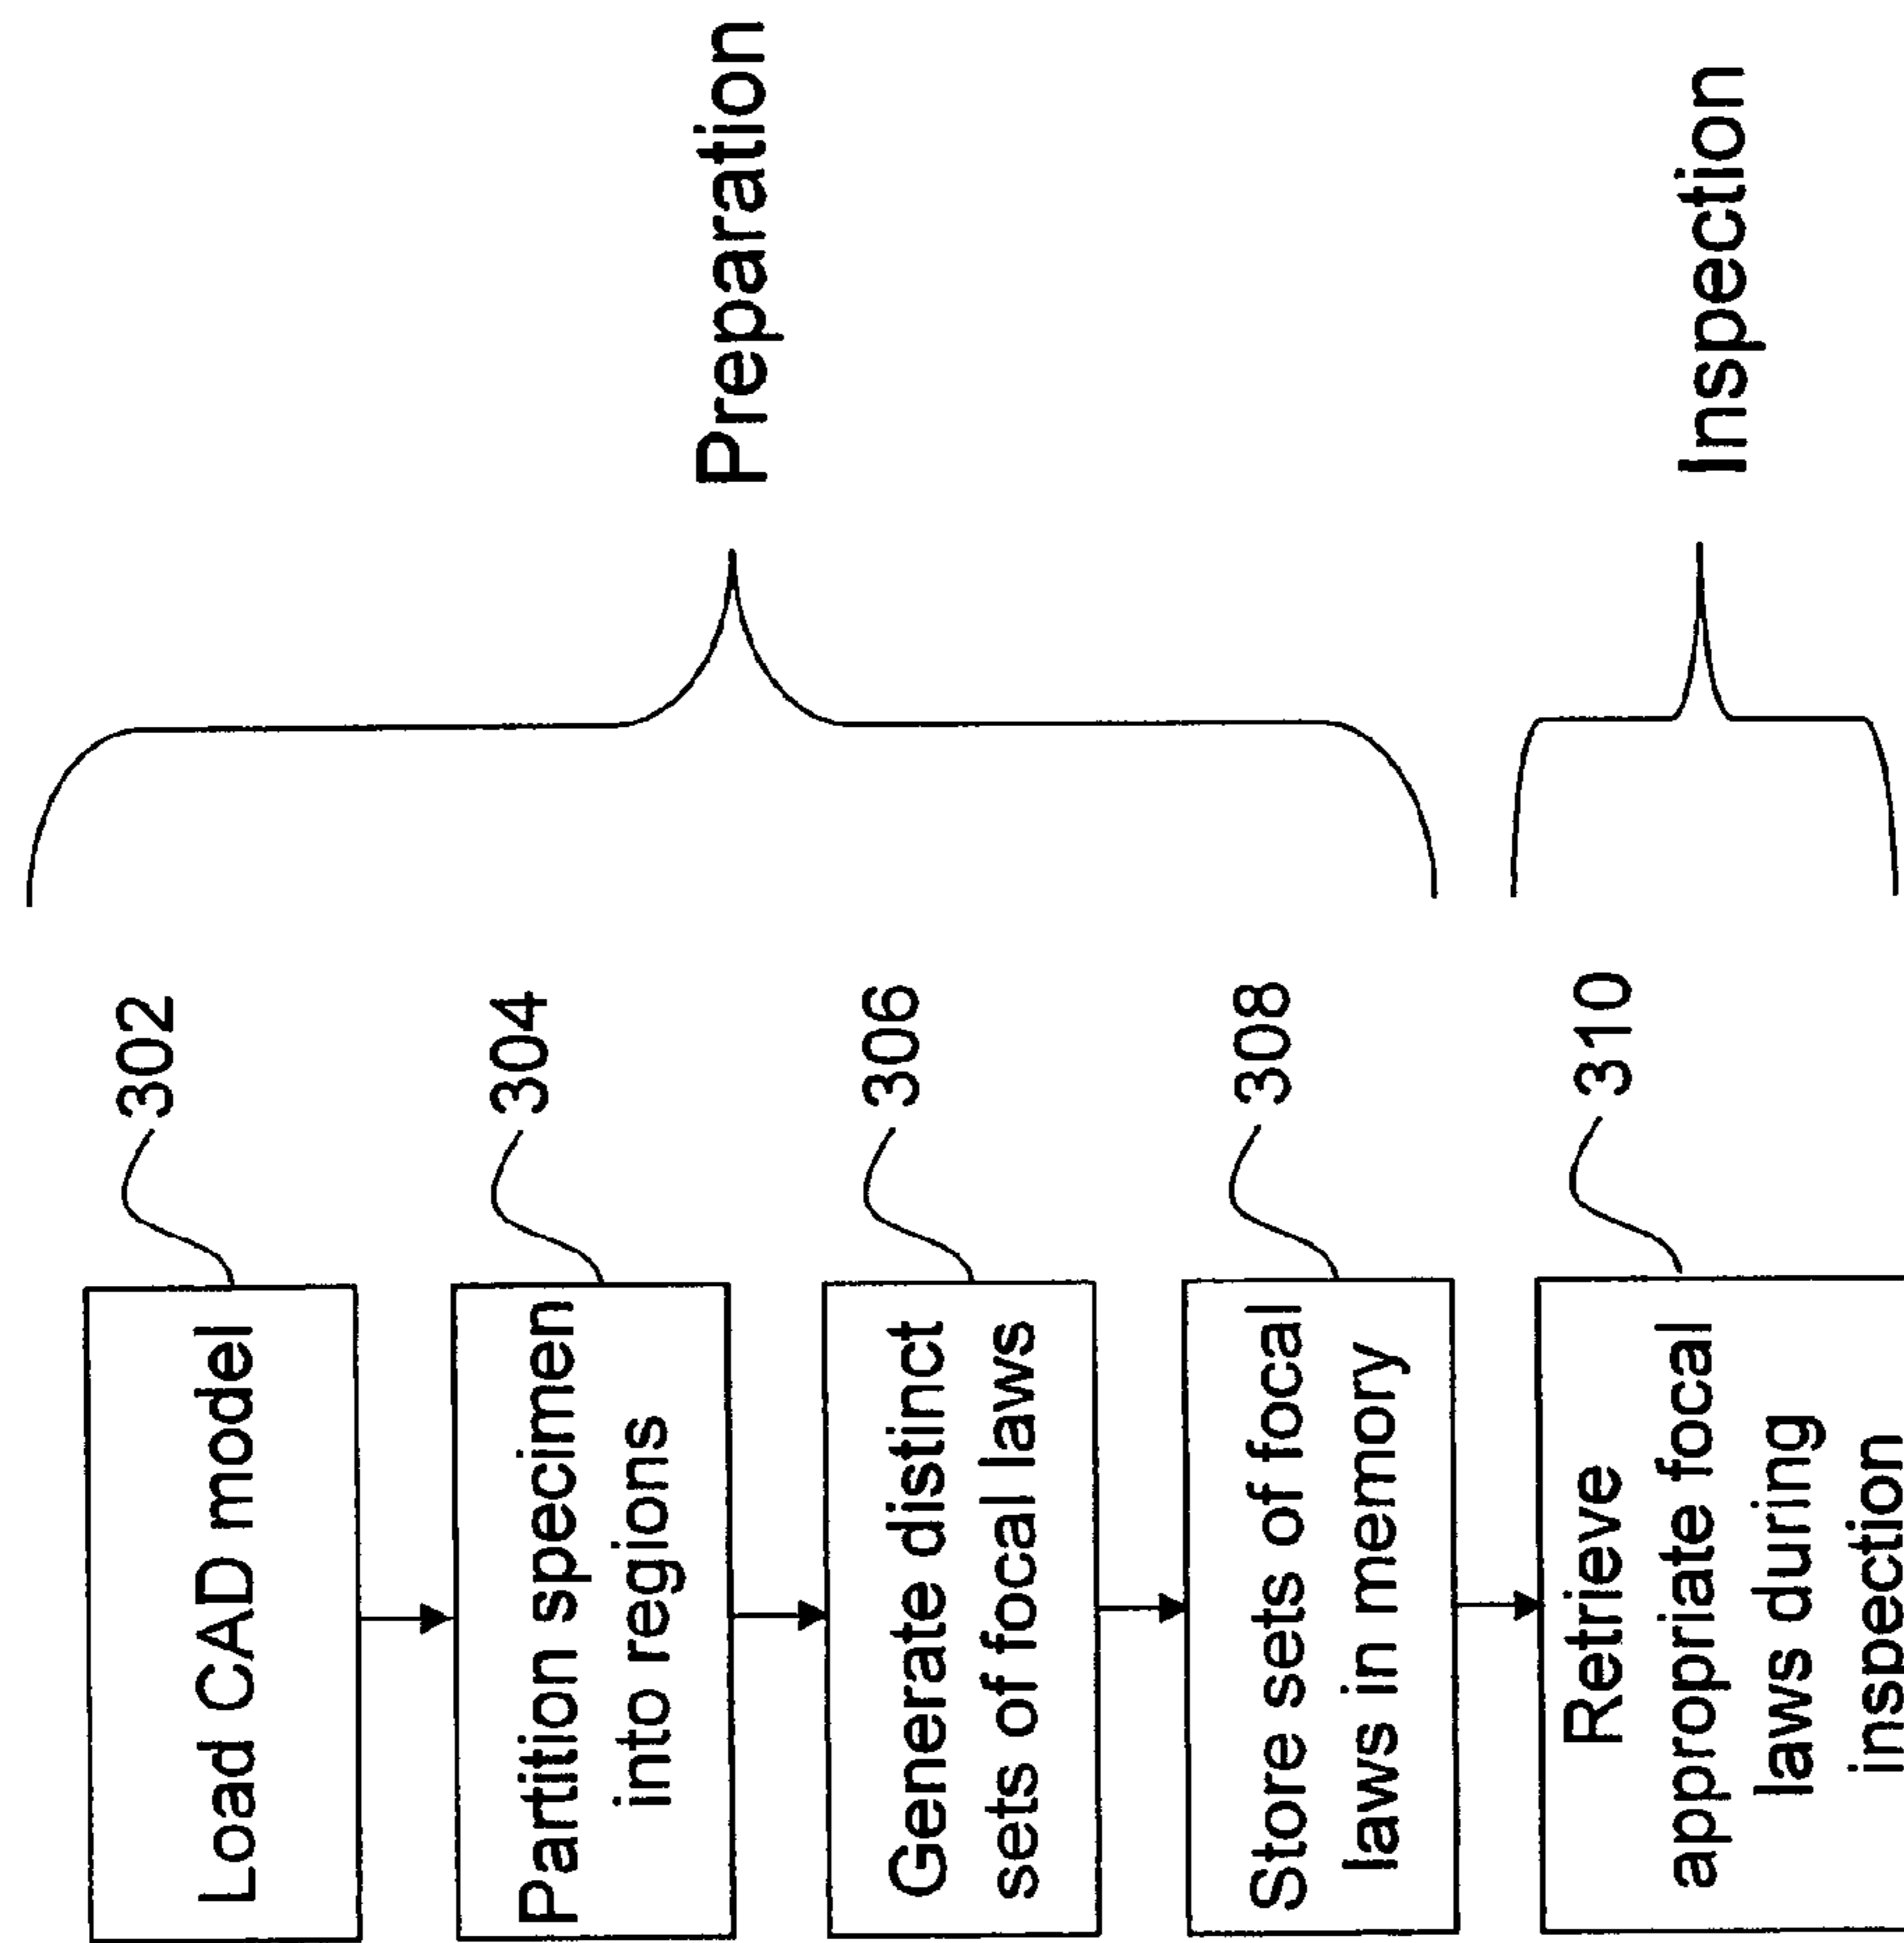 302
Load CAD model
304
Partition specimen
into regions
306
Generate distinct
sets of focal laws
308
Store sets of focal
laws in memory
Preparation
310
Retrieve
appropriate focal
laws during
inspection
Inspection